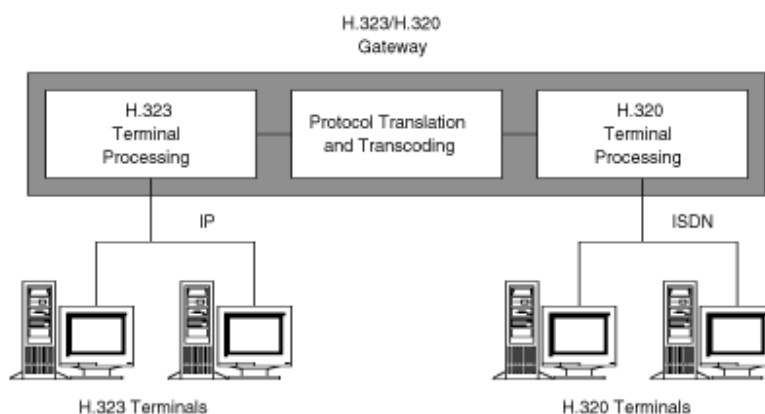 H.323/H.320
Gateway
H.323
Terminal
Processing
Protocol Translation
and Transcoding
H.320
Terminal
Processing
IP
ISDN
H.323 Terminals
H.320 Terminals